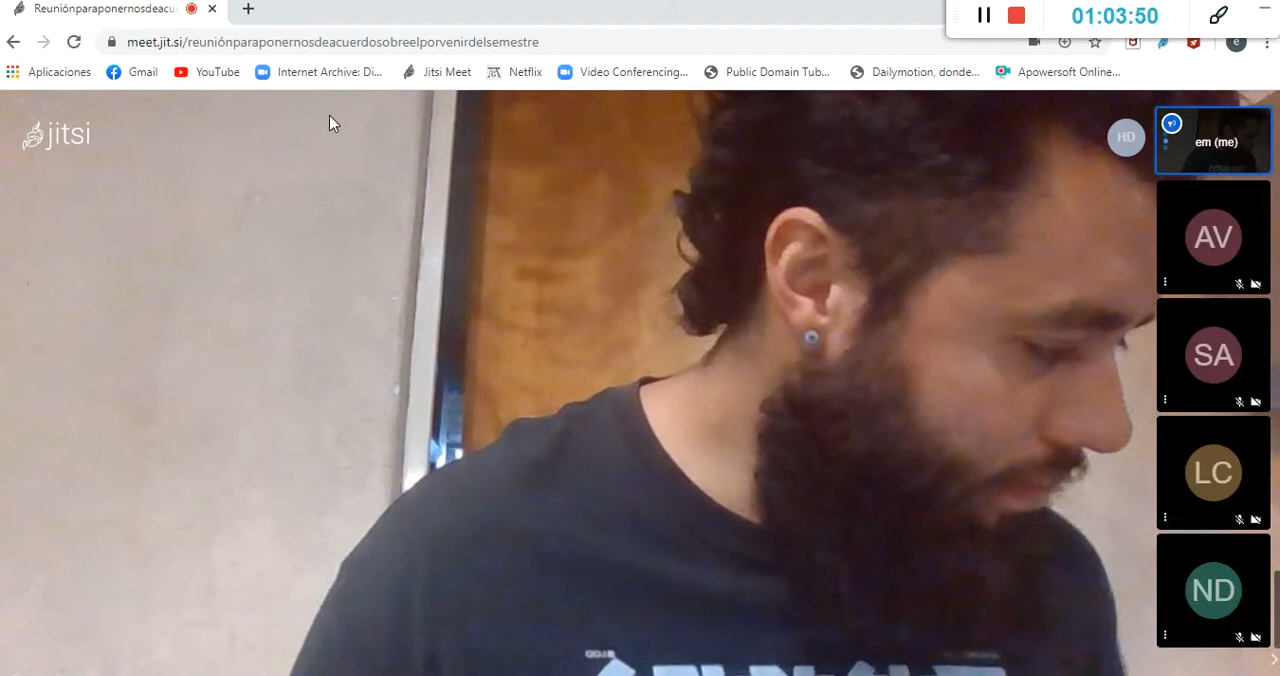 Reuniónparaponernosdeacu
01:03:50
meet.jit.si/reuniónparaponernosdeacuerdosobreelporvenirdelsemestre
e
Aplicaciones Gmail YouTube Internet Archive: Di... Jitsi Meet Netflix Video Conferencing... Public Domain Tub... Dailymotion, donde... Apowersoft Online...
jitsi
HD
em (me)
AV
SA
LC
ND